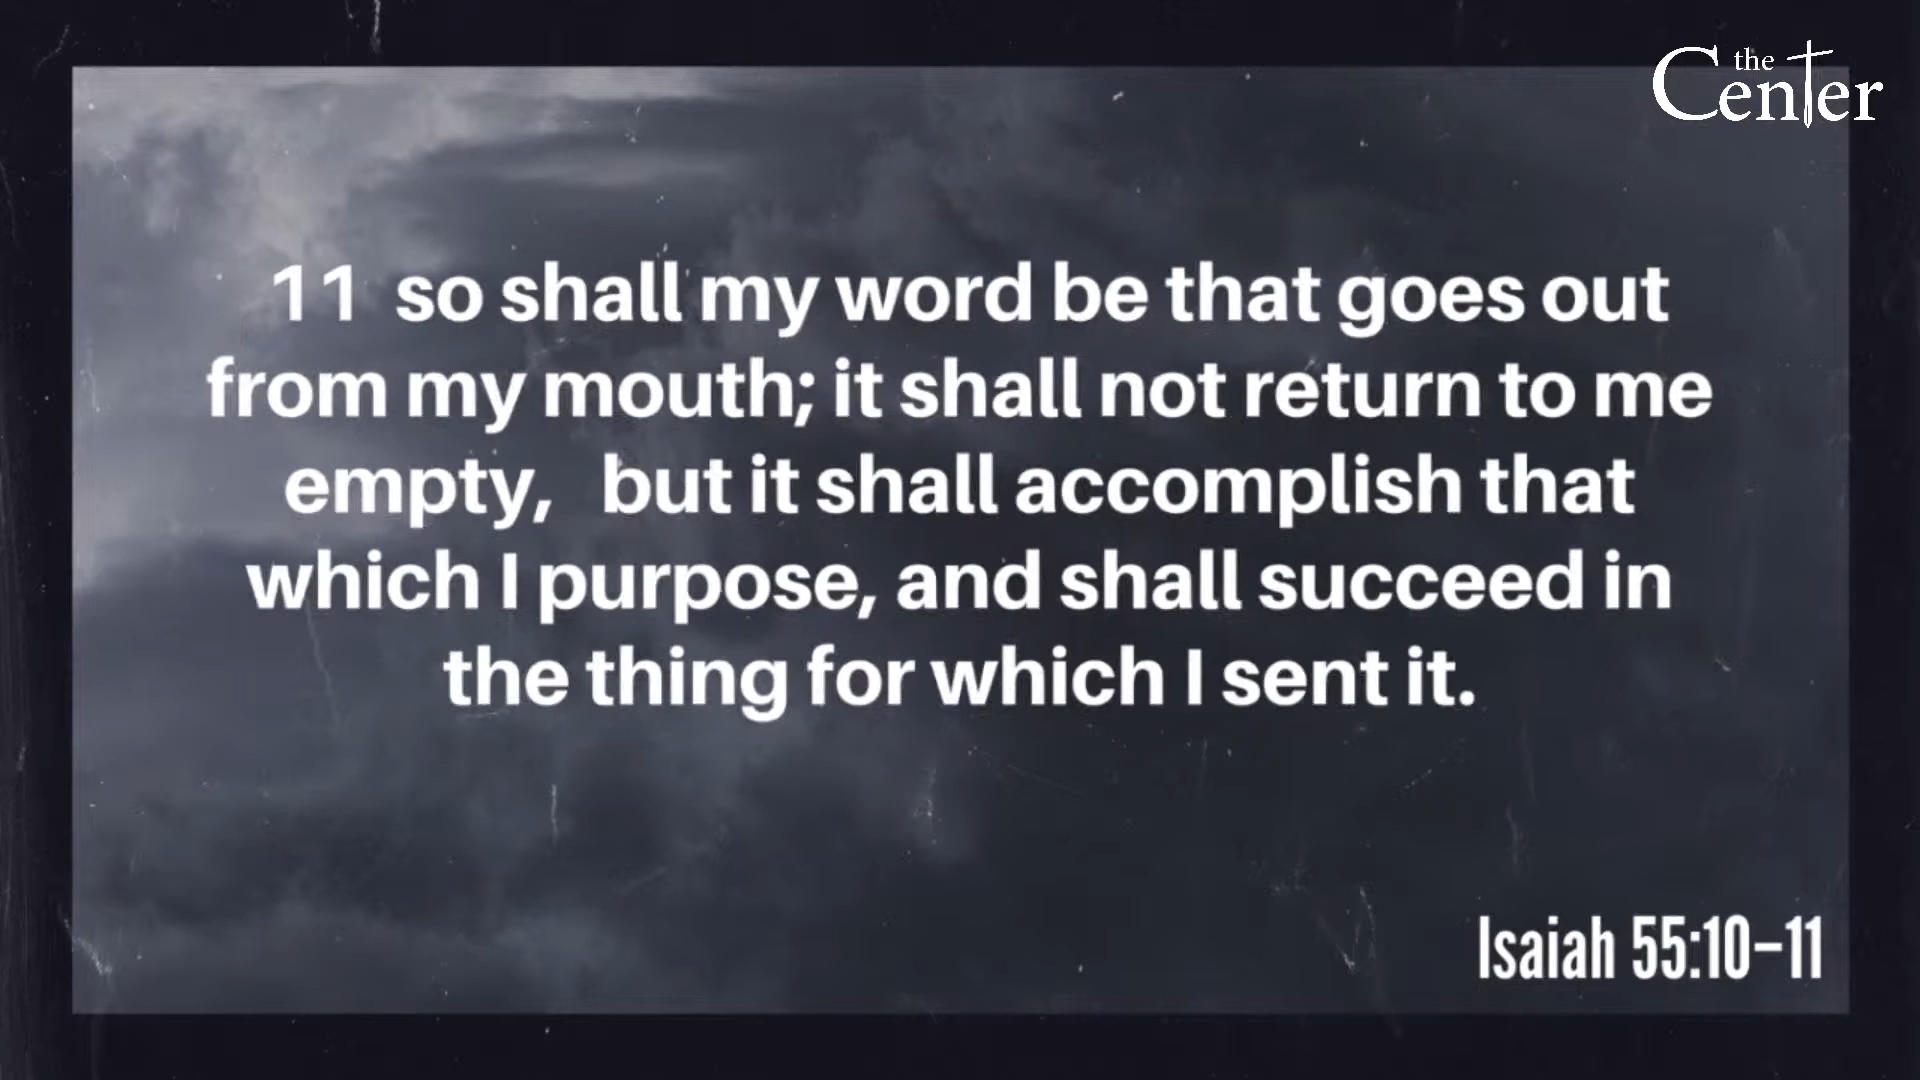 the
Center
11 so shall my word be that goes out
from my mouth; it shall not return to me
empty, but it shall accomplish that
which I purpose, and shall succeed in
the thing for which I sent it.
Isaiah 55:10–11